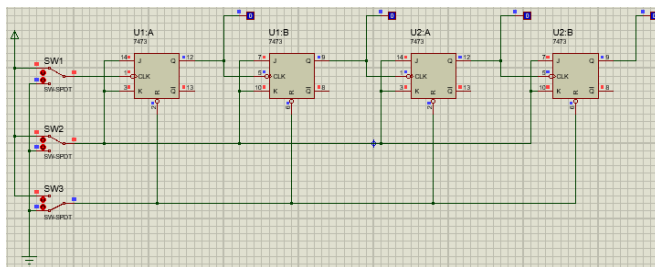 U1:A
7473
U1:B
7473
U2:A
7473
U2:B
7473
0
0
0
0
14 J Q 12
7 J Q 9
14 J Q 12
7 J Q 9
1 CLK
5 CLK
1 CLK
5 CLK
3 K Q 13
10 K Q 8
3 K Q 13
10 K Q 8
R
R
R
R
2
6
2
6
SW1
SW-SPDT
SW2
SW-SPDT
SW3
SW-SPDT